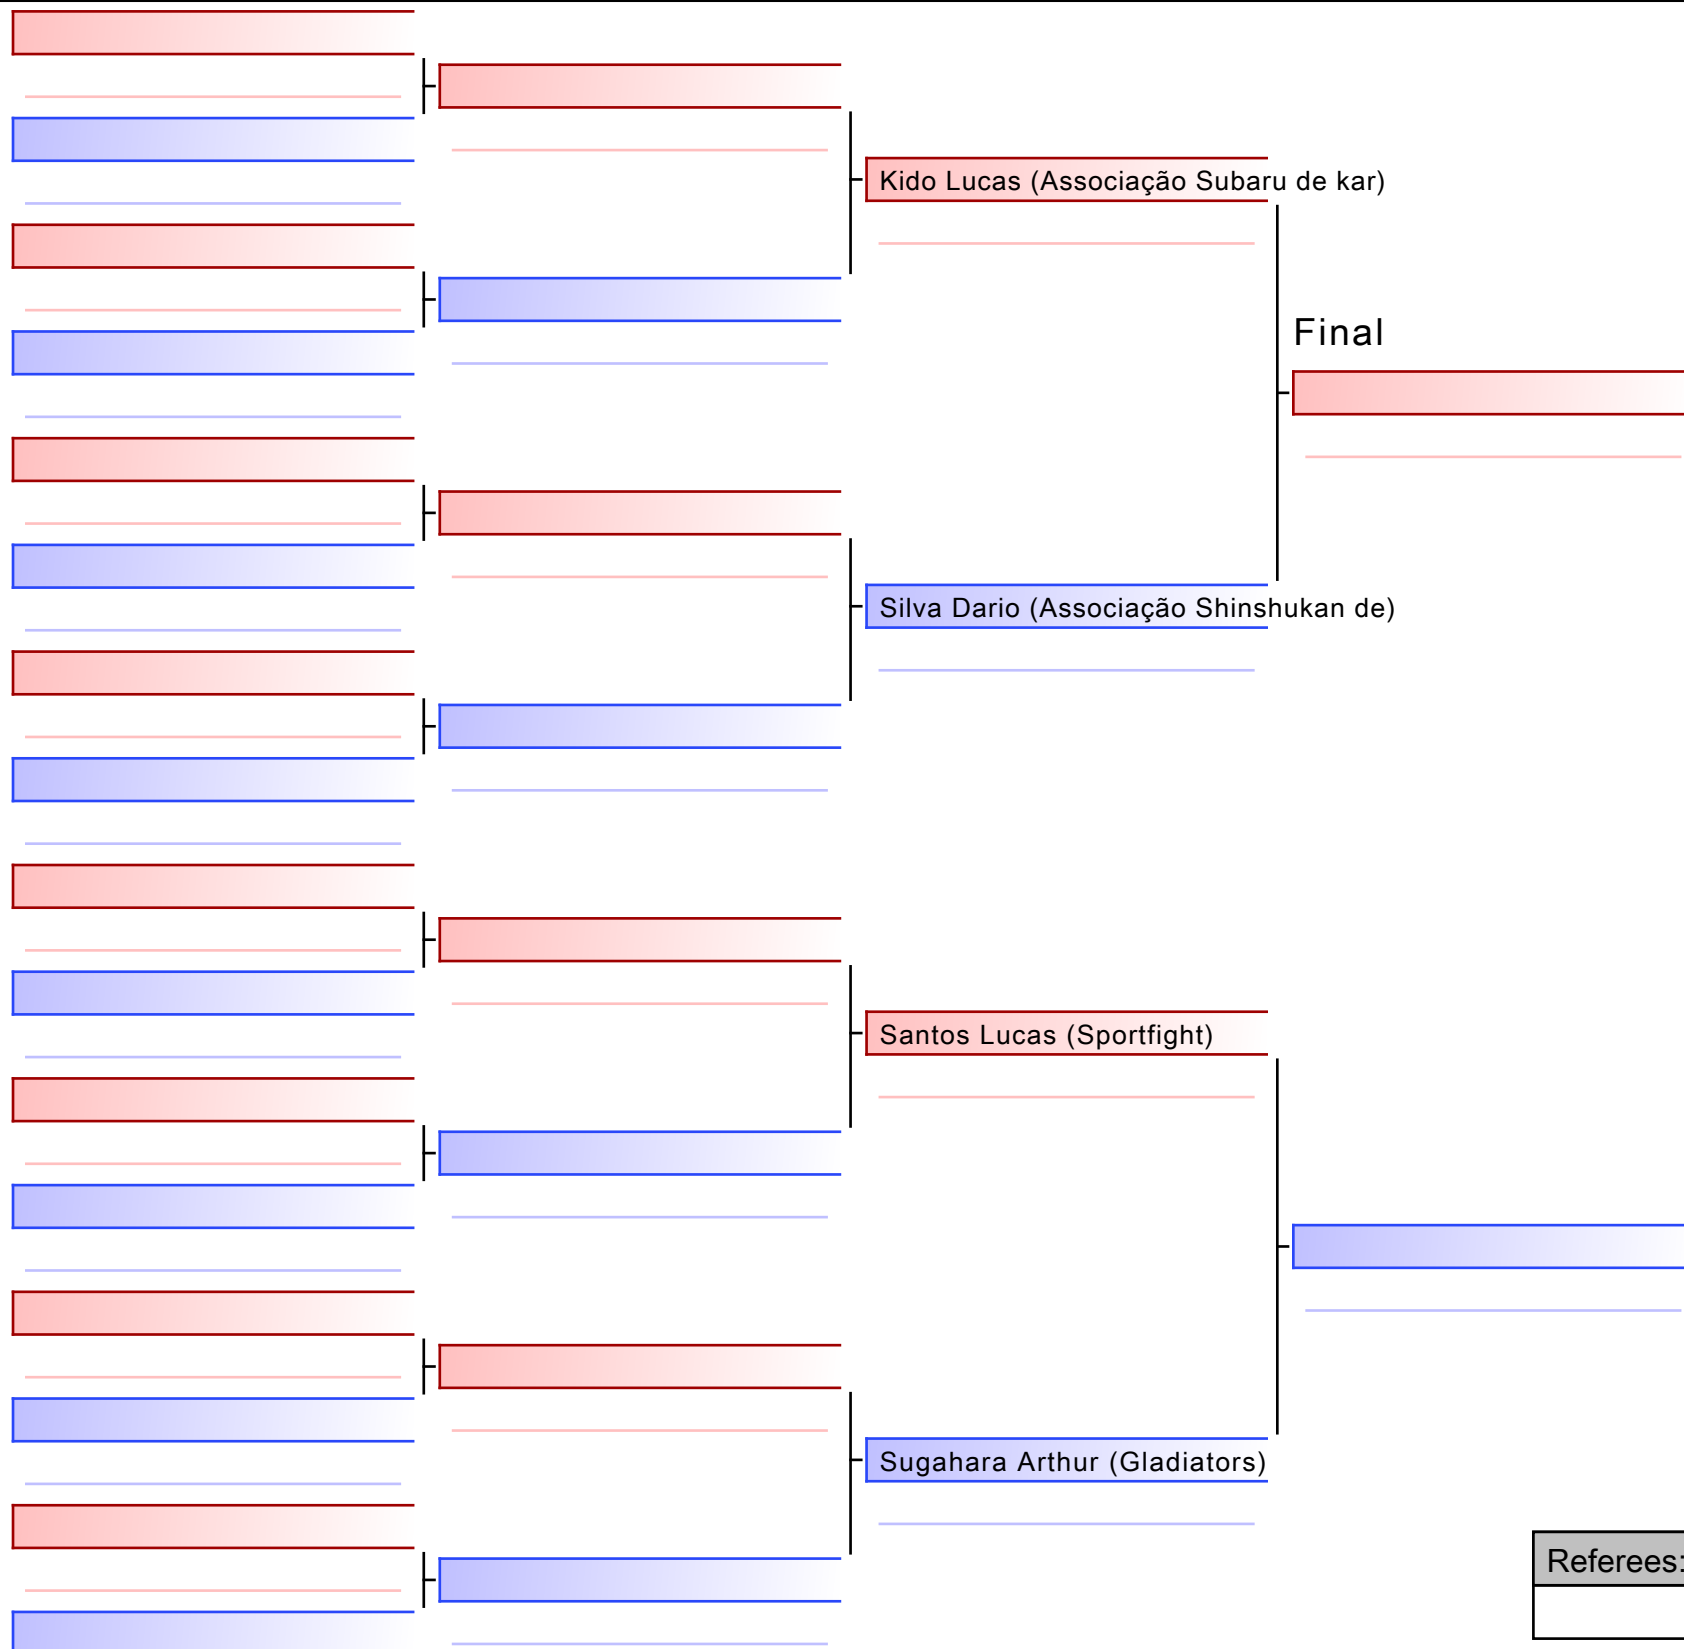 Kido Lucas (Associação Subaru de kar)
Final
Silva Dario (Associação Shinshukan de)
Santos Lucas (Sportfight)
Sugahara Arthur (Gladiators)
Referees: